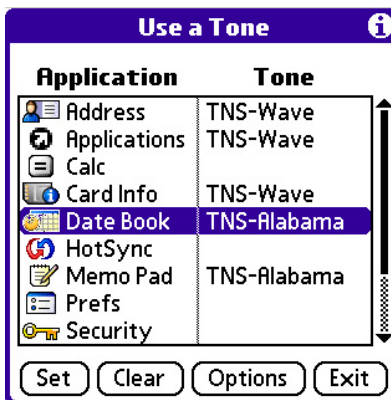 Use a Tone
Application Tone
Address TNS-Wave
Applications TNS-Wave
Calc
Card Info TNS-Wave
Date Book TNS-Alabama
HotSync
Memo Pad TNS-Alabama
Prefs
Security
Set Clear Options Exit